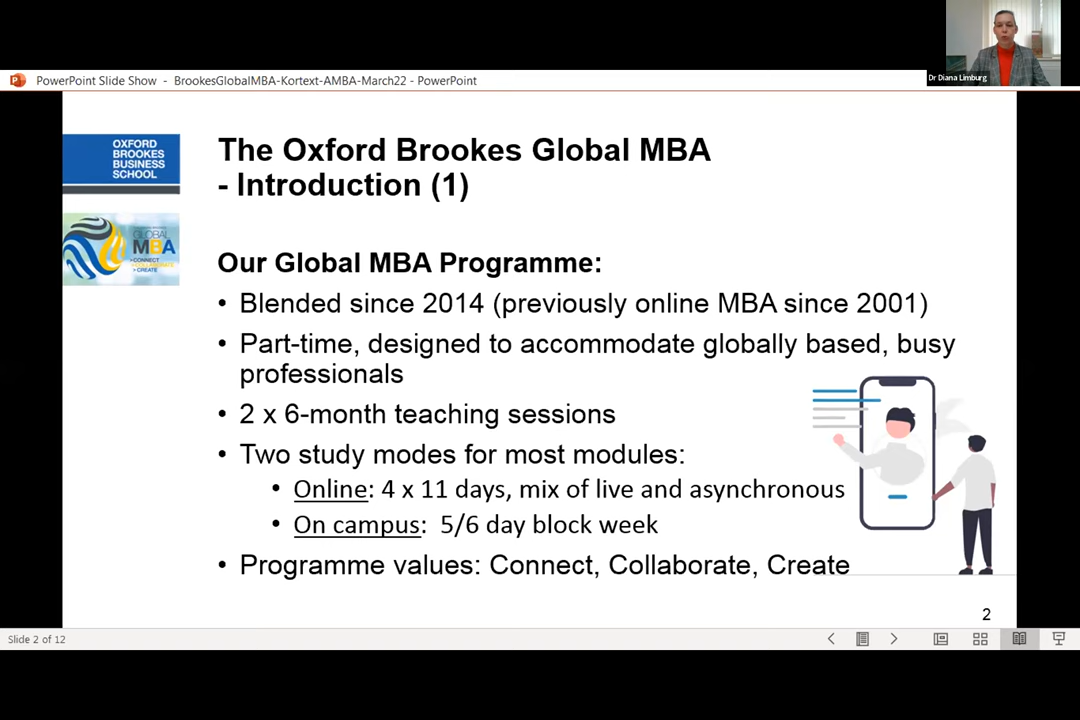 Dr Diana Limburg
PowerPoint Slide Show - BrookesGlobalMBA-Kortext-AMBA-March22 - PowerPoint
OXFORD
BROOKES
BUSINESS
SCHOOL
GLOBAL
MBA
> CONNECT
> COLLABORATE
> CREATE
The Oxford Brookes Global MBA
- Introduction (1)
Our Global MBA Programme:
• Blended since 2014 (previously online MBA since 2001)
• Part-time, designed to accommodate globally based, busy
professionals
• 2 x 6-month teaching sessions
• Two study modes for most modules:
• Online: 4 x 11 days, mix of live and asynchronous
• On campus: 5/6 day block week
• Programme values: Connect, Collaborate, Create
2
Slide 2 of 12